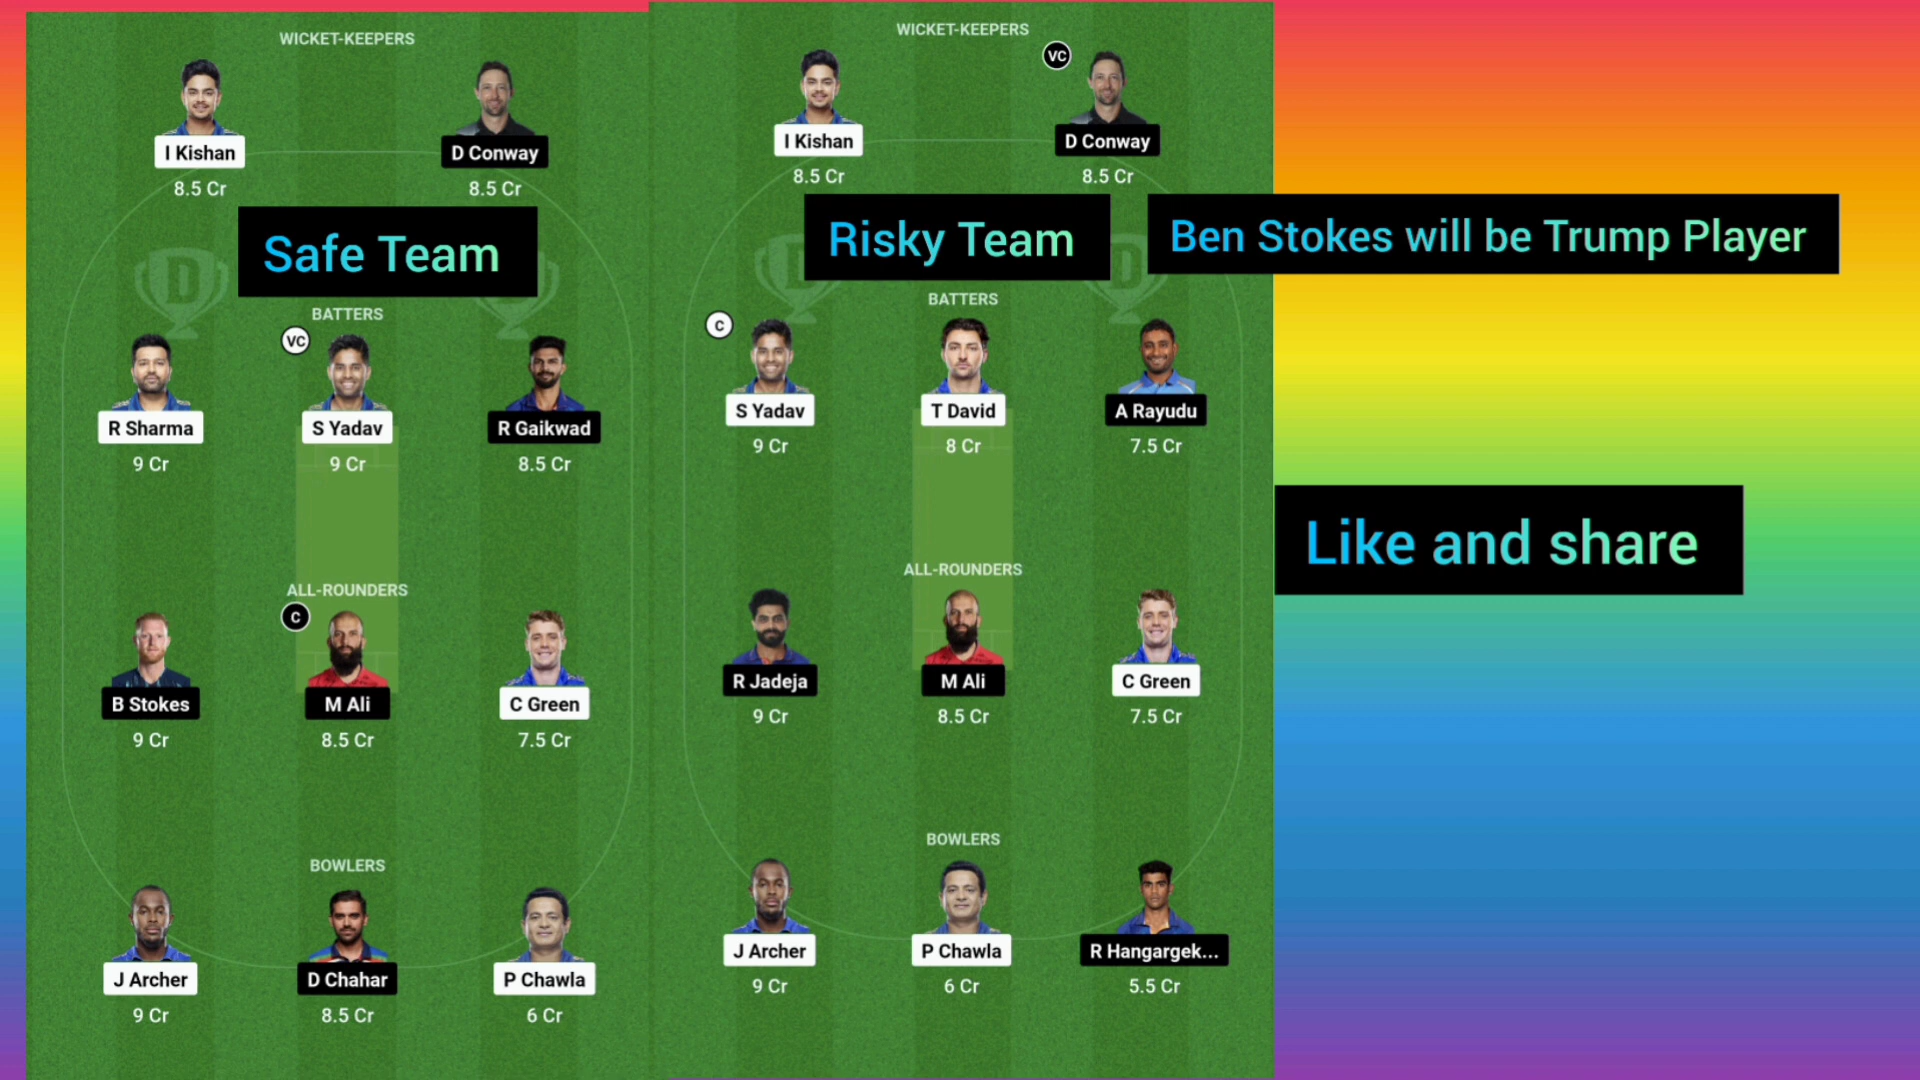 WICKET-KEEPERS
I Kishan
D Conway
8.5 Cr
8.5 Cr
Safe Team
D
BATTERS
VC
R Sharma
S Yadav
R Gaikwad
9 Cr
9 Cr
8.5 Cr
ALL-ROUNDERS
C
B Stokes
M Ali
C Green
9 Cr
8.5 Cr
7.5 Cr
BOWLERS
J Archer
D Chahar
P Chawla
9 Cr
8.5 Cr
6 Cr
WICKET-KEEPERS
VC
I Kishan
D Conway
8.5 Cr
8.5 Cr
Risky Team
BATTERS
C
S Yadav
T David
A Rayudu
9 Cr
8 Cr
7.5 Cr
ALL-ROUNDERS
R Jadeja
M Ali
C Green
9 Cr
8.5 Cr
7.5 Cr
BOWLERS
J Archer
P Chawla
R Hangargek...
9 Cr
6 Cr
5.5 Cr
Ben Stokes will be Trump Player
Like and share